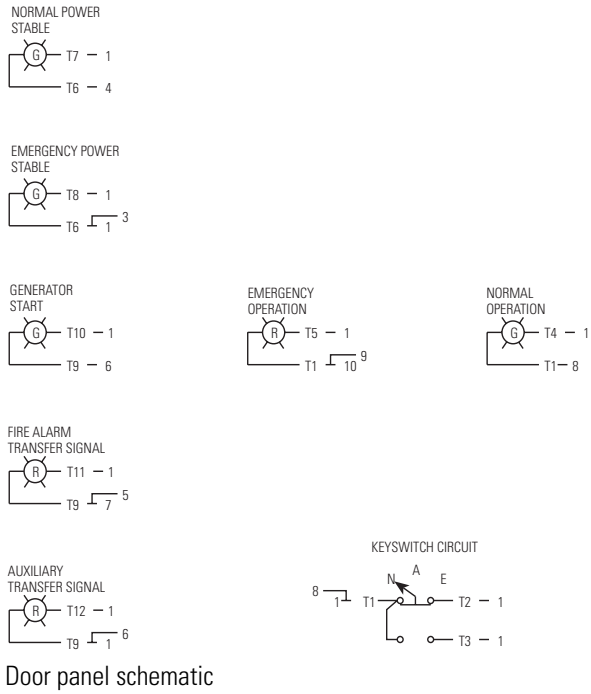 NORMAL POWER
STABLE
G T7 – 1
T6 – 4
EMERGENCY POWER
STABLE
G T8 – 1
T6 1 3
GENERATOR
START
G T10 – 1
T9 – 6
EMERGENCY
OPERATION
R T5 – 1
T1 10 9
NORMAL
OPERATION
G T4 – 1
T1– 8
FIRE ALARM
TRANSFER SIGNAL
R T11 – 1
T9 7 5
AUXILIARY
TRANSFER SIGNAL
R T12 – 1
T9 1 6
KEYSWITCH CIRCUIT
N A E
8 1 T1 T2 – 1
T3 – 1
Door panel schematic